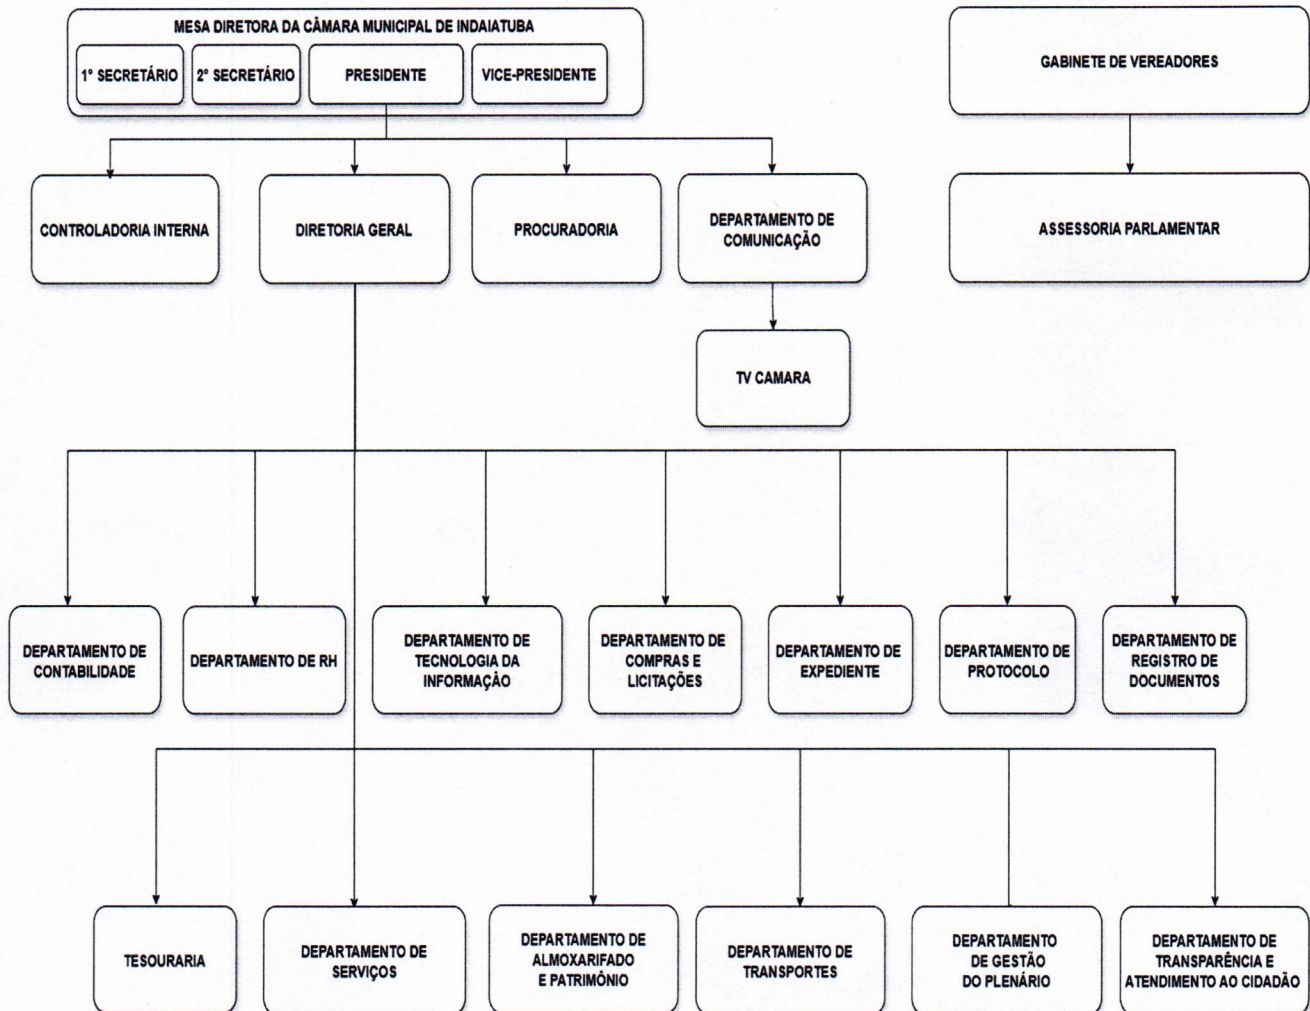 MESA DIRETORA DA CÂMARA MUNICIPAL DE INDAIATUBA
1º SECRETÁRIO
2º SECRETÁRIO
PRESIDENTE
VICE-PRESIDENTE
GABINETE DE VEREADORES
CONTROLADORIA INTERNA
DIRETORIA GERAL
PROCURADORIA
DEPARTAMENTO DE
COMUNICAÇÃO
ASSESSORIA PARLAMENTAR
TV CAMARA
DEPARTAMENTO DE
CONTABILIDADE
DEPARTAMENTO DE RH
DEPARTAMENTO DE
TECNOLOGIA DA
INFORMAÇÃO
DEPARTAMENTO DE
COMPRAS E
LICITAÇÕES
DEPARTAMENTO DE
EXPEDIENTE
DEPARTAMENTO DE
PROTOCOLO
DEPARTAMENTO DE
REGISTRO DE
DOCUMENTOS
TESOURARIA
DEPARTAMENTO DE
SERVIÇOS
DEPARTAMENTO DE
ALMOXARIFADO
E PATRIMÔNIO
DEPARTAMENTO DE
TRANSPORTES
DEPARTAMENTO
DE GESTÃO
DO PLENÁRIO
DEPARTAMENTO DE
TRANSPARÊNCIA E
ATENDIMENTO AO CIDADÃO